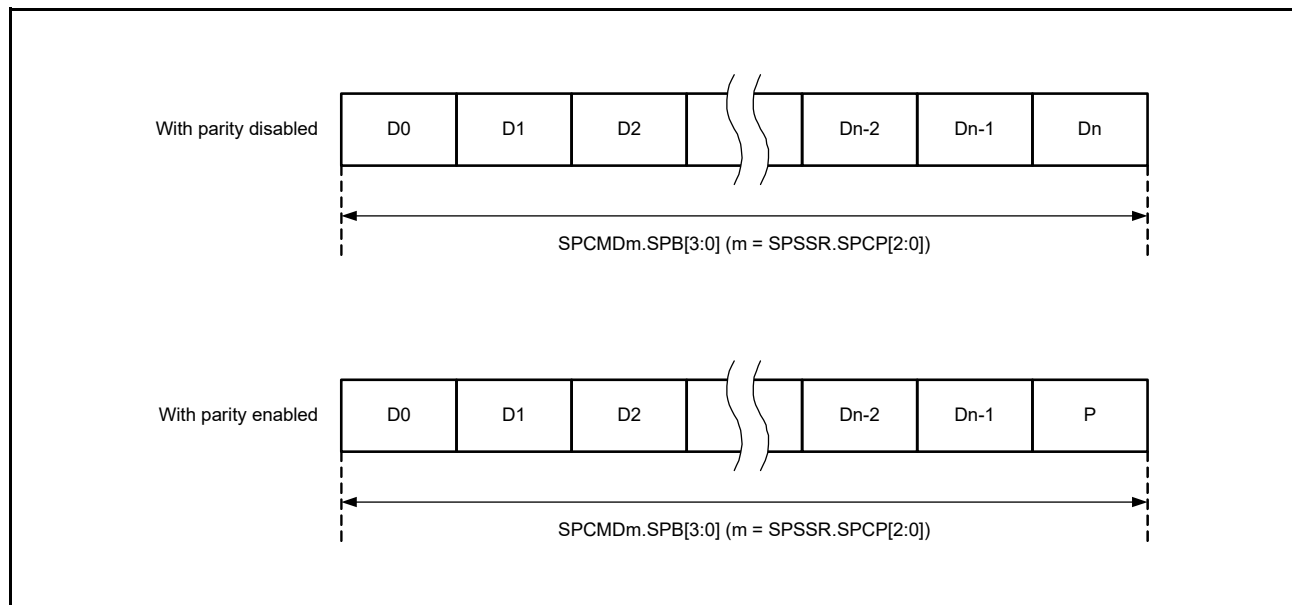 With parity disabled D0 D1 D2 Dn-2 Dn-1 Dn
SPCMDm.SPB[3:0] (m = SPSSR.SPCP[2:0])
With parity enabled D0 D1 D2 Dn-2 Dn-1 P
SPCMDm.SPB[3:0] (m = SPSSR.SPCP[2:0])